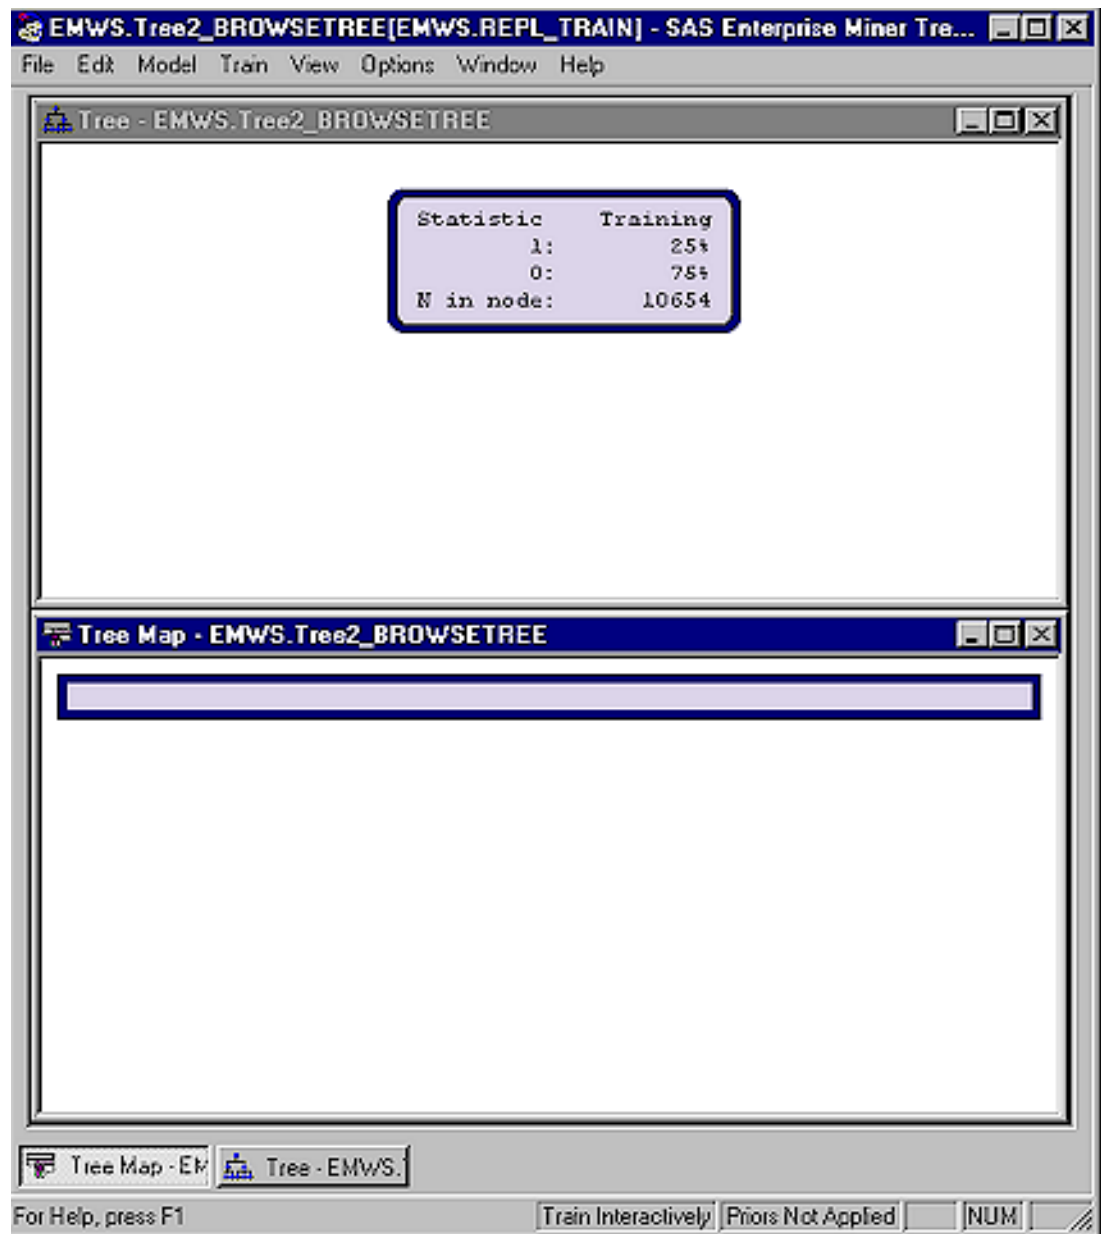 EMWS.Tree2_BROWSETREE[EMWS.REPL_TRAIN] - SAS Enterprise Miner Tre...
File Edit Model Train View Options Window Help
Tree - EMWS.Tree2_BROWSETREE
Statistic Training
1: 25%
0: 75%
N in node: 10654
Tree Map - EMWS.Tree2_BROWSETREE
Tree Map - EM Tree - EMWS.T
For Help, press F1 Train Interactively Priors Not Applied NUM